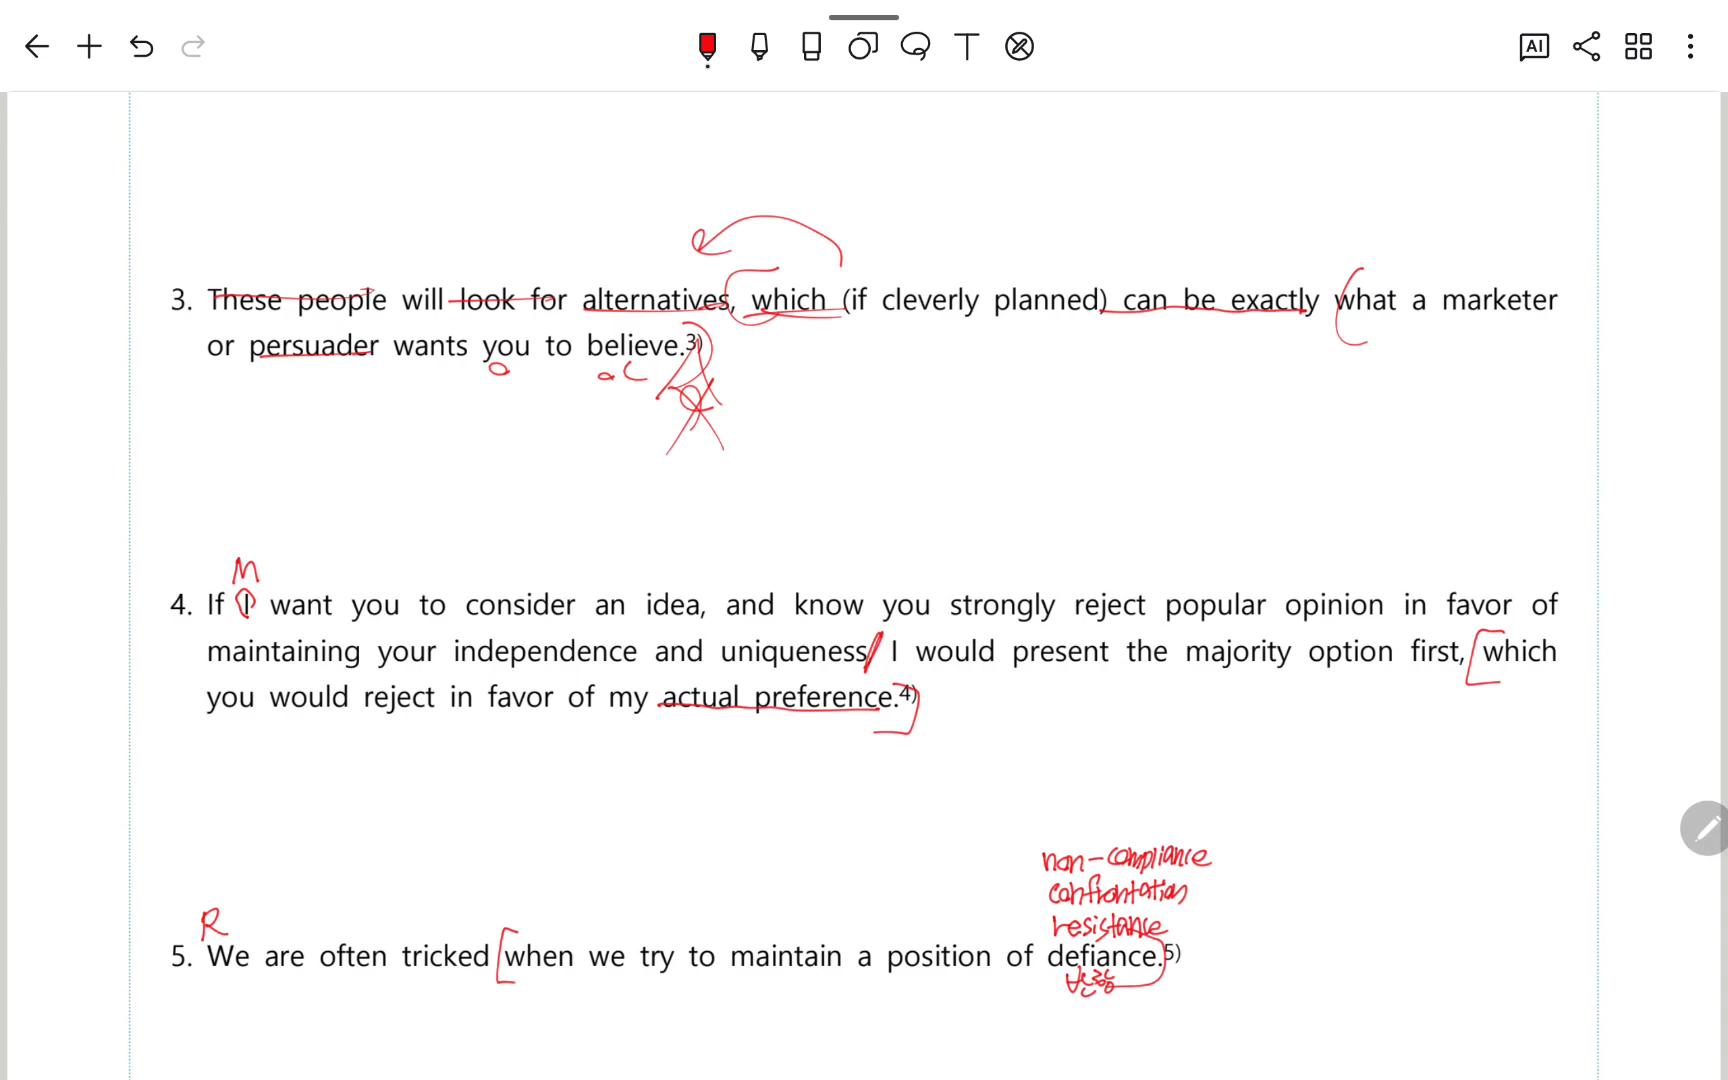 AI
3. These people will look for alternatives, which (if cleverly planned) can be exactly what a marketer
or persuader wants you to believe.3)
M
4. If I want you to consider an idea, and know you strongly reject popular opinion in favor of
maintaining your independence and uniqueness, I would present the majority option first, which
you would reject in favor of my actual preference.4)
non-compliance
confrontation
resistance
R
5. We are often tricked when we try to maintain a position of defiance.5)